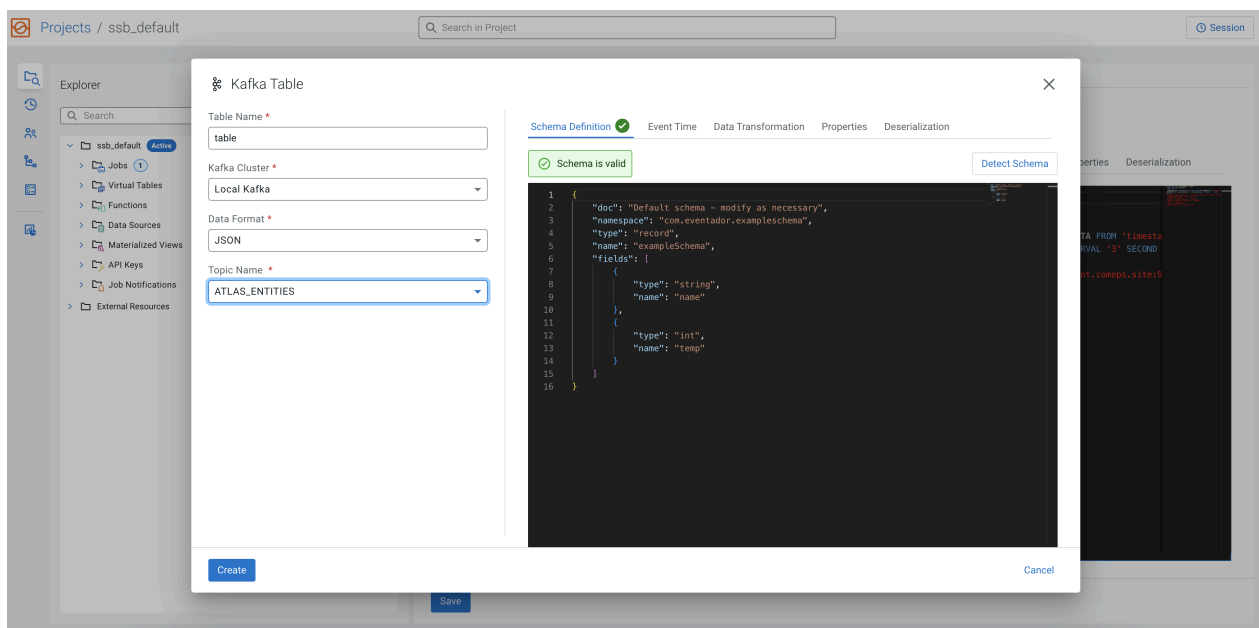 Projects / ssb_default
Search in Project
Session
Explorer
Search
ssb_default Active
Jobs 1
Virtual Tables
Functions
Data Sources
Materialized Views
API Keys
Job Notifications
External Resources
Kafka Table
Table Name *
table
Kafka Cluster *
Local Kafka
Data Format *
JSON
Topic Name *
ATLAS_ENTITIES
Schema Definition Event Time Data Transformation Properties Deserialization
Schema is valid
Detect Schema
1 {
2 "doc": "Default schema – modify as necessary",
3 "namespace": "com.eventador.exampleschema",
4 "type": "record",
5 "name": "exampleSchema",
6 "fields": [
7 {
8 "type": "string",
9 "name": "name"
10 },
11 {
12 "type": "int",
13 "name": "temp"
14 }
15 ]
16 }
Create
Cancel
perties Deserialization
TA FROM 'timesta
RVAL '3' SECOND
ot.comops.site:9
Save